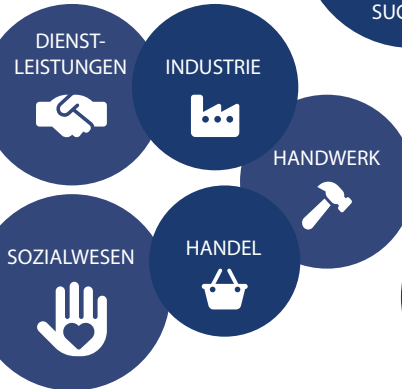 DIENST-
LEISTUNGEN
INDUSTRIE
HANDWERK
SOZIALWESEN
HANDEL